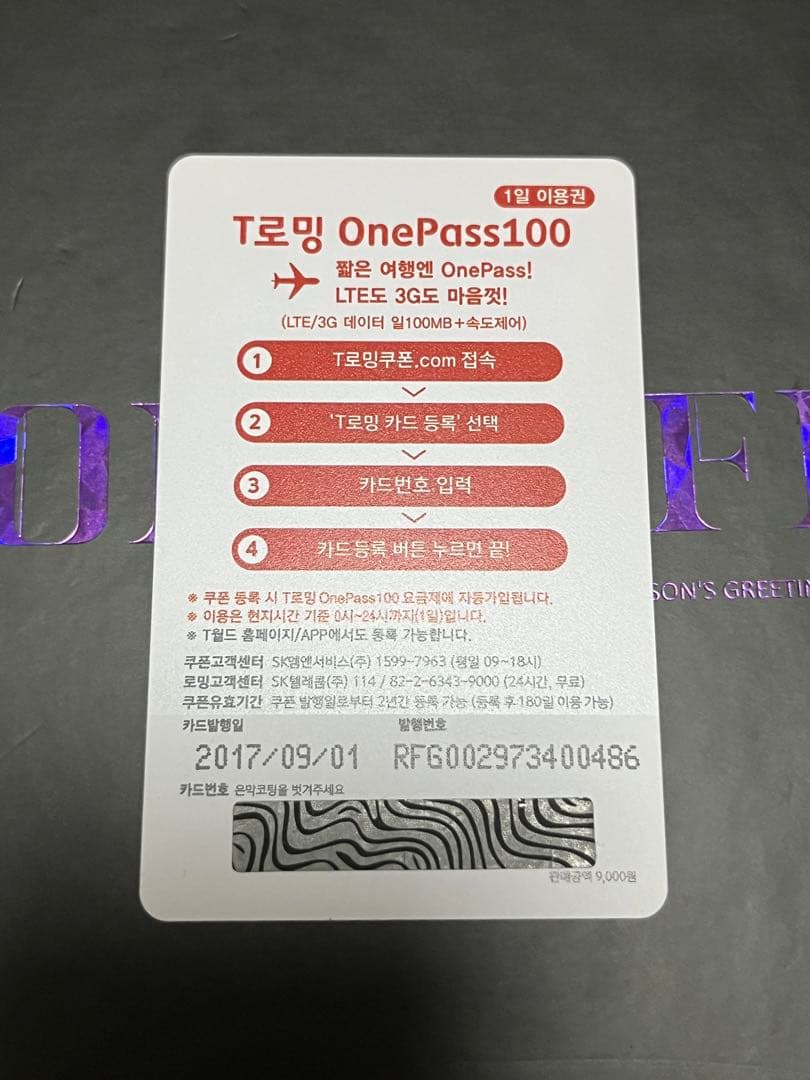 1일 이용권
T로밍 OnePass100
짧은 여행엔 OnePass!
LTE도 3G도 마음껏!
(LTE/3G 데이터 일100MB+속도제어)
1 T로밍쿠폰.com 접속
2 'T로밍 카드 등록' 선택
3 카드번호 입력
4 카드등록 버튼 누르면 끝!
※ 쿠폰 등록 시 T로밍 OnePass100 요금제에 자동가입됩니다.
※ 이용은 현지시간 기준 0시~24시까지(1일)입니다.
※ T월드 홈페이지/APP에서도 등록 가능합니다.
쿠폰고객센터 SK엠앤서비스(주) 1599-7963 (평일 09~18시)
로밍고객센터 SK텔레콤(주) 114 / 82-2-6343-9000 (24시간, 무료)
쿠폰유효기간 쿠폰 발행일로부터 2년간 등록 가능 (등록 후 180일 이용 가능)
카드발행일 발행번호
2017/09/01 RFG002973400486
카드번호 은막코팅을 벗겨주세요
판매금액 9,000원
SON'S GREETIN